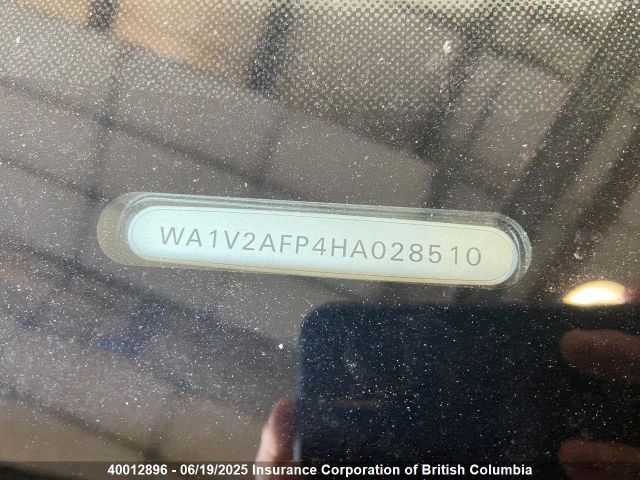 WA1V2AFP4HA028510
40012896 - 06/19/2025 Insurance Corporation of British Columbia